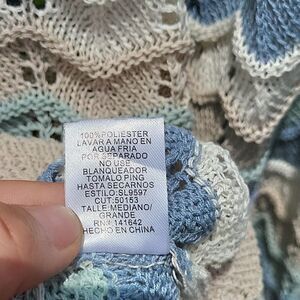 100%POLIESTER
LAVAR A MANO EN
AGUA FRIA
POR SEPARADO
NO USE
BLANQUEADOR
TOMALO PING
HASTA SECARNOS
ESTILO:SL9597
CUT:50153
TALLE:MEDIANO/
GRANDE
RN#141642
HECHO EN CHINA